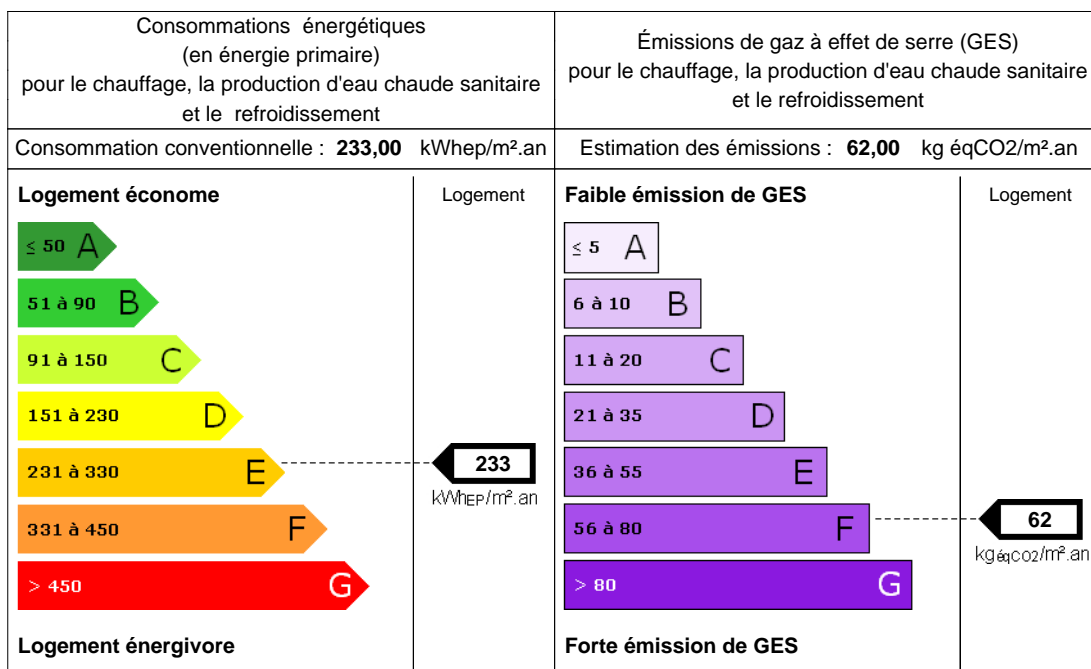 Consommations énergétiques
(en énergie primaire)
pour le chauffage, la production d'eau chaude sanitaire
et le refroidissement
Émissions de gaz à effet de serre (GES)
pour le chauffage, la production d'eau chaude sanitaire
et le refroidissement
Consommation conventionnelle : 233,00 kWhep/m².an
Estimation des émissions : 62,00 kg éqCO2/m².an
Logement économe
Logement
≤ 50 A
51 à 90 B
91 à 150 C
151 à 230 D
231 à 330 E
331 à 450 F
> 450 G
233
kWhEP/m².an
Logement énergivore
Faible émission de GES
Logement
≤ 5 A
6 à 10 B
11 à 20 C
21 à 35 D
36 à 55 E
56 à 80 F
> 80 G
62
kgéqCO2/m².an
Forte émission de GES